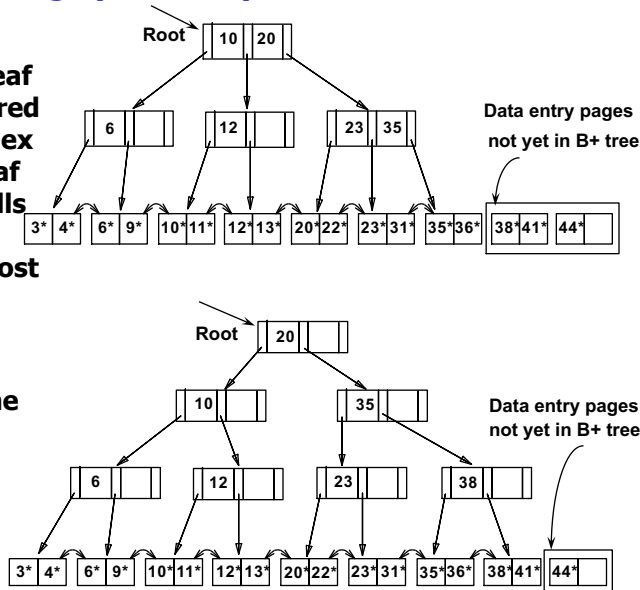 Root
10 20
eaf
red
ex
af
lls
6
12
23 35
Data entry pages
not yet in B+ tree
3* 4* 6* 9* 10* 11* 12* 13* 20* 22* 23* 31* 35* 36* 38* 41* 44*
ost
Root
20
ne
10
35
Data entry pages
not yet in B+ tree
6
12
23
38
3* 4* 6* 9* 10* 11* 12* 13* 20* 22* 23* 31* 35* 36* 38* 41* 44*